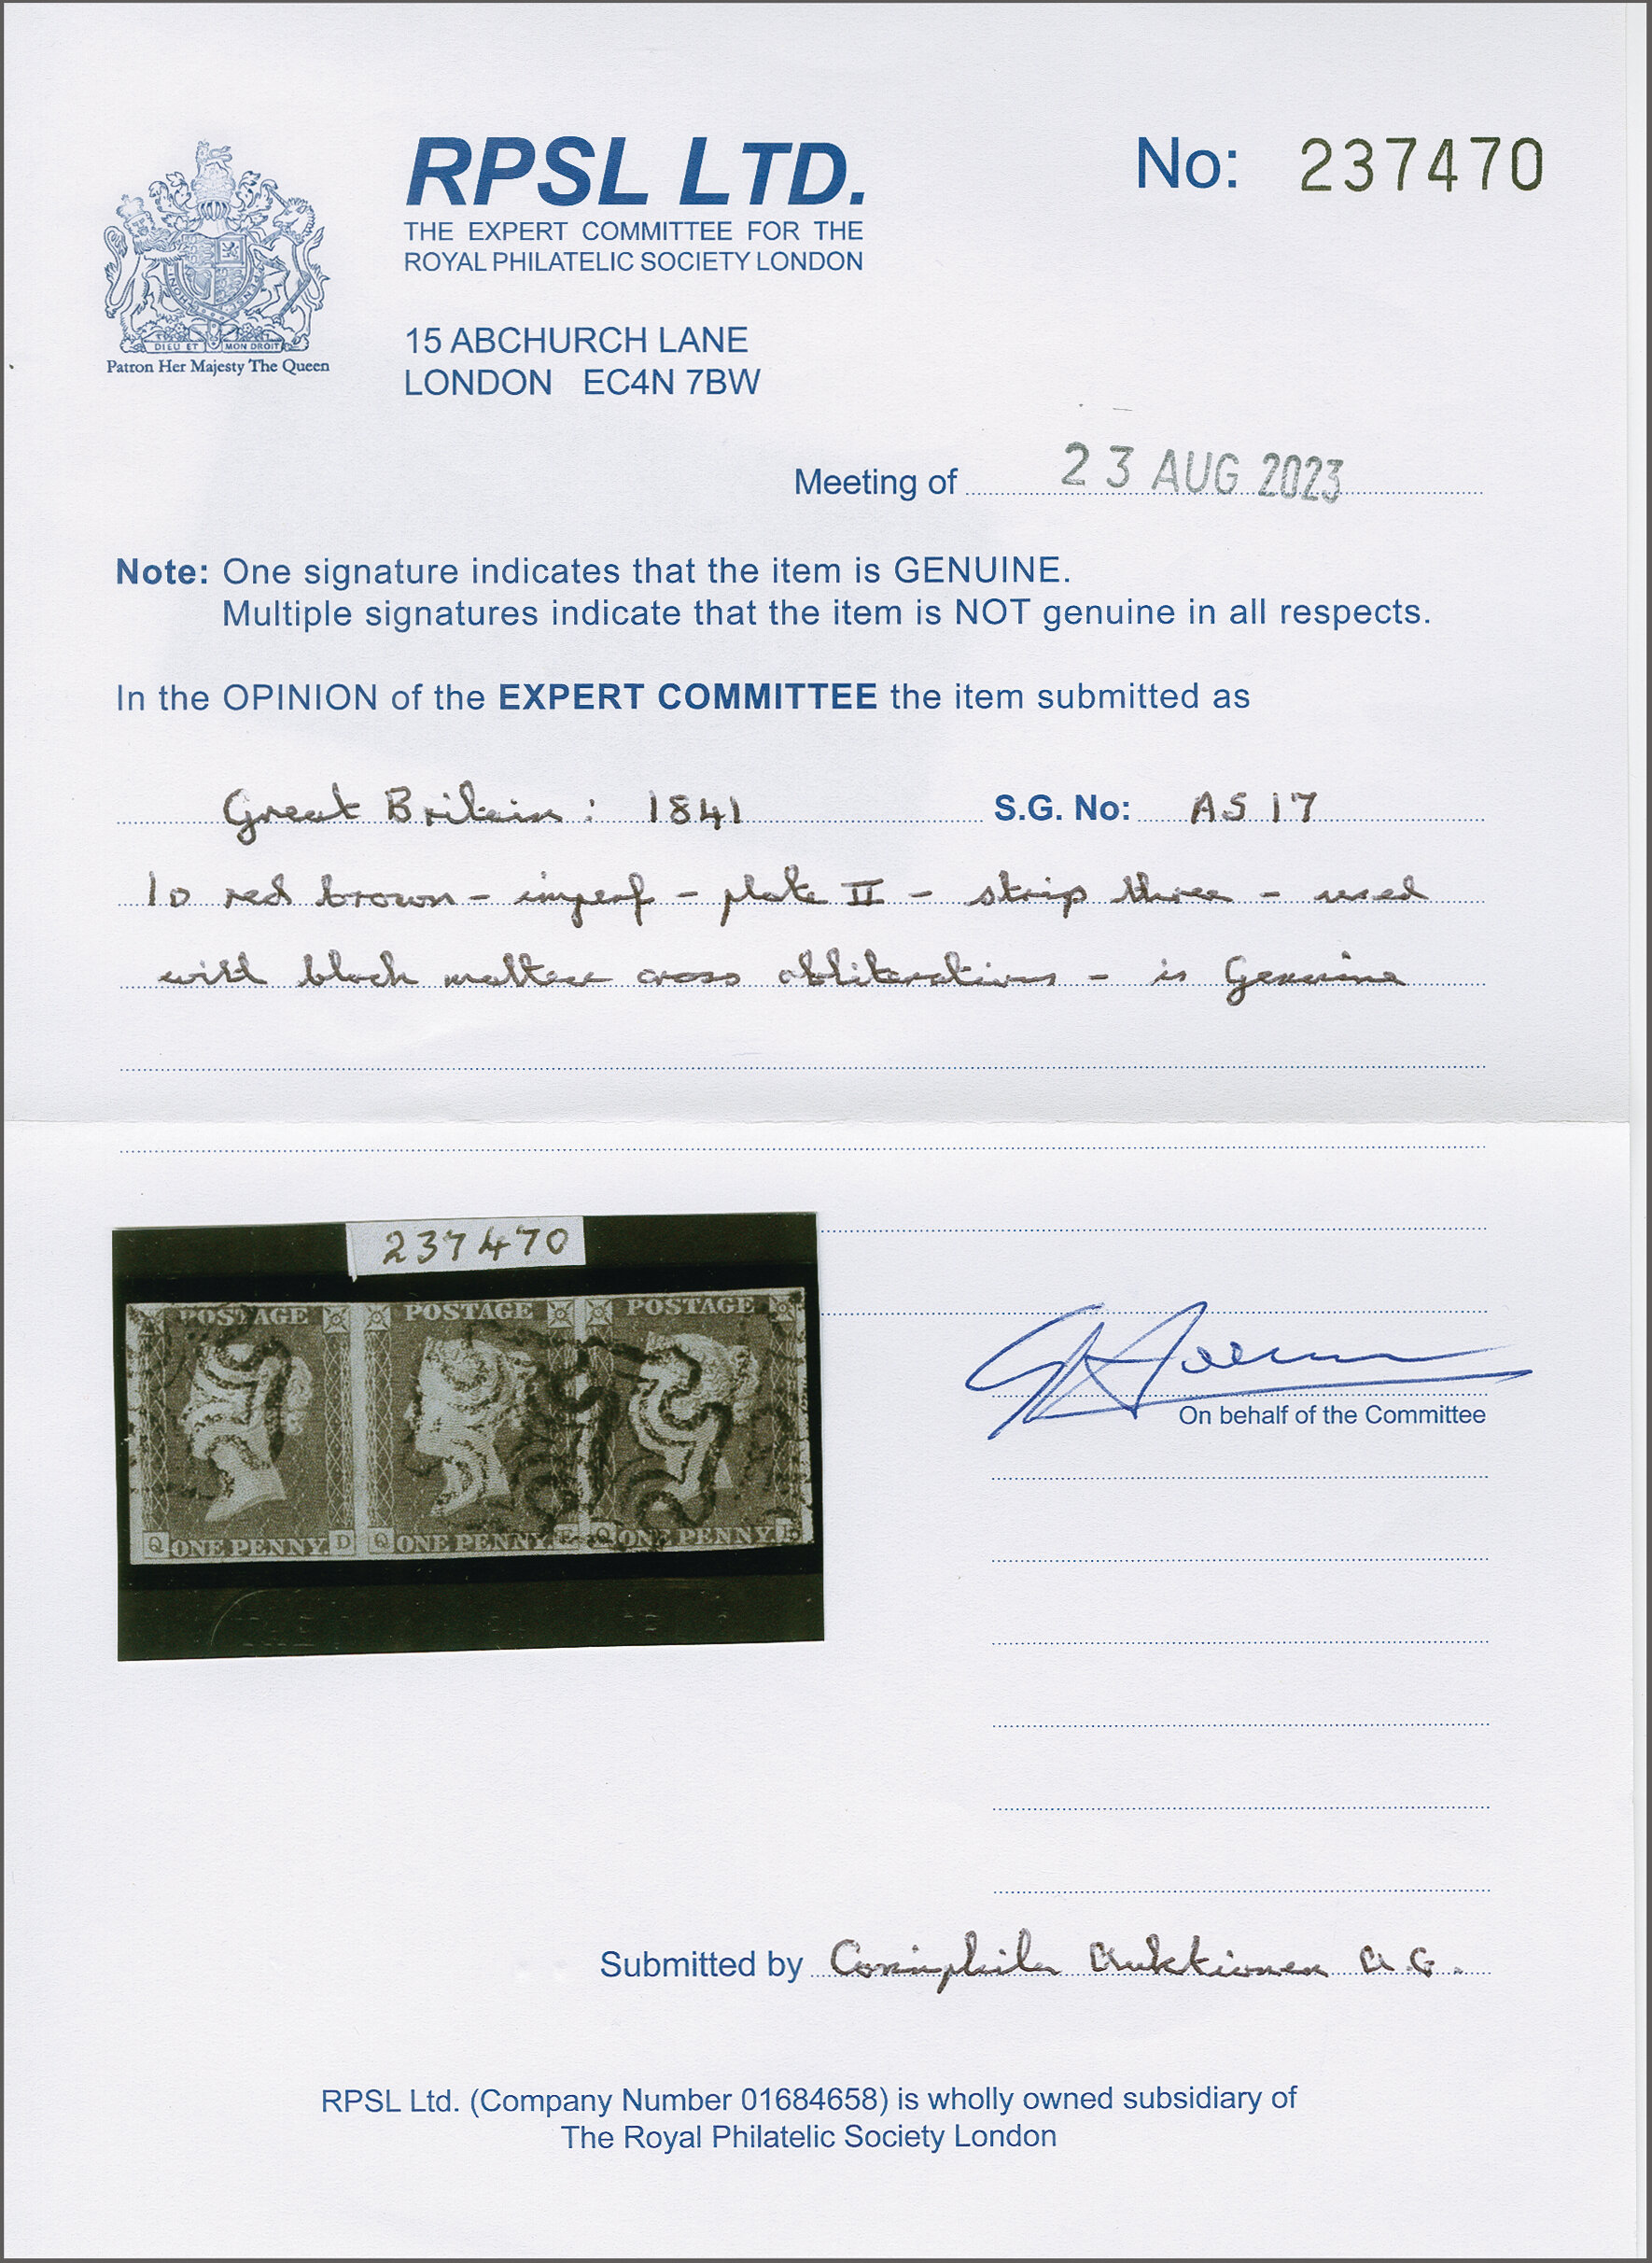 RPSL LTD.
THE EXPERT COMMITTEE FOR THE
ROYAL PHILATELIC SOCIETY LONDON
No: 237470
DIEU ET MON DROIT
Patron Her Majesty The Queen
15 ABCHURCH LANE
LONDON EC4N 7BW
Meeting of 23 AUG 2023
Note: One signature indicates that the item is GENUINE.
Multiple signatures indicate that the item is NOT genuine in all respects.
In the OPINION of the EXPERT COMMITTEE the item submitted as
Great Britain: 1841 S.G. No: AS 17
1D red brown - imperf - plate II - strip three - used
with black maltese cross obliterations - is Genuine
237470
POSTAGE POSTAGE POSTAGE
Q ONE PENNY. D Q ONE PENNY. E Q ONE PENNY. F
On behalf of the Committee
Submitted by Corinphila Auktionen A.G.
RPSL Ltd. (Company Number 01684658) is wholly owned subsidiary of
The Royal Philatelic Society London